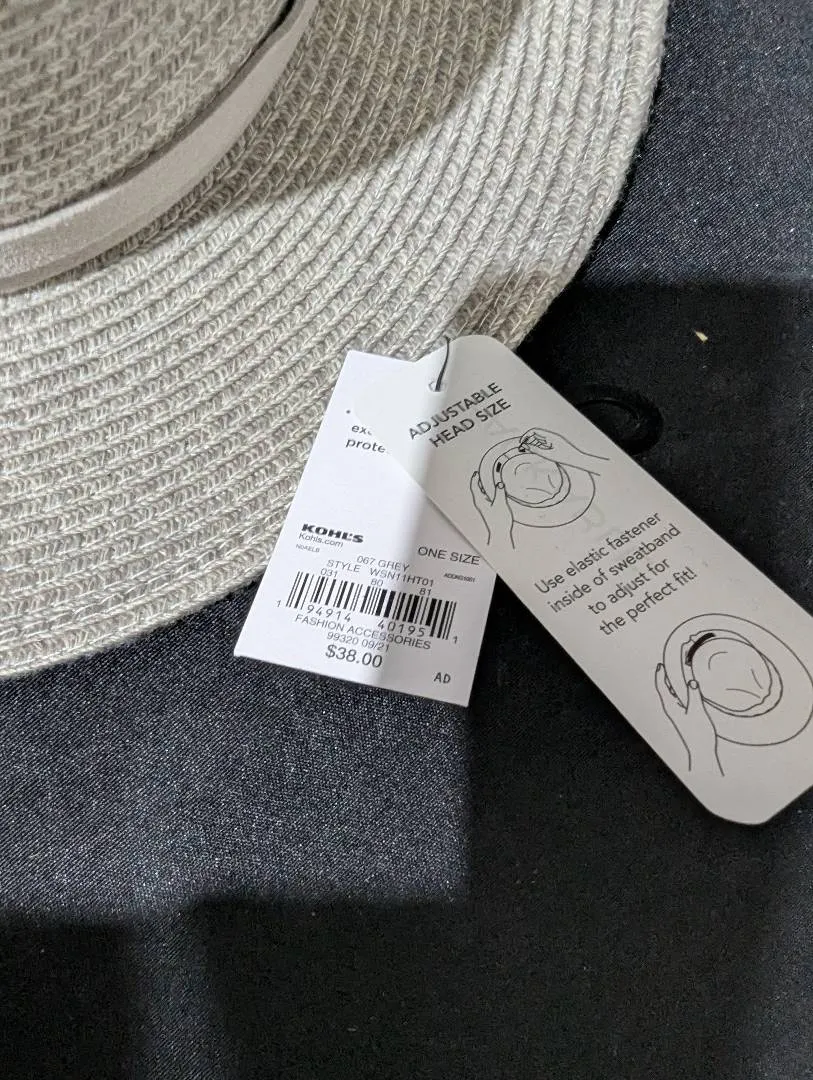 exc
prote
KOHL'S
Kohls.com
ONE SIZE
067 GREY
STYLE WSN11HT01
031 80 81
1 94914 40195 1
FASHION ACCESSORIES
99320 09/21
$38.00
AD
ADJUSTABLE
HEAD SIZE
Use elastic fastener
inside of sweatband
to adjust for
the perfect fit!